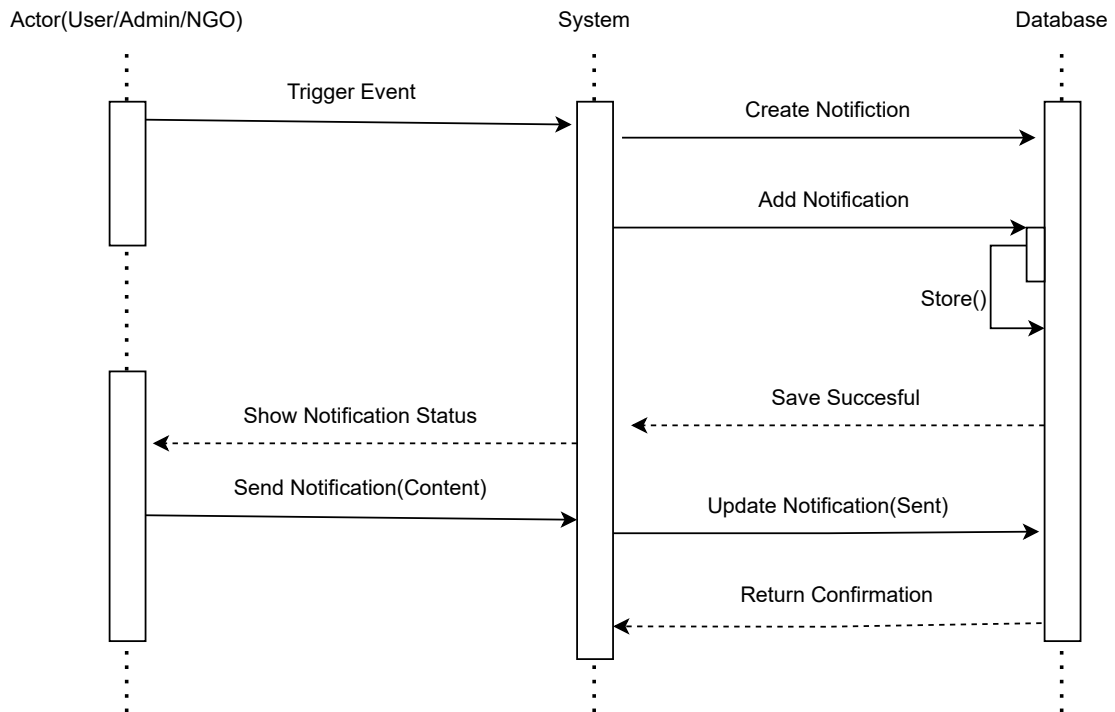 Actor(User/Admin/NGO)
System
Database
Trigger Event
Create Notifiction
Add Notification
Store()
Save Succesful
Show Notification Status
Send Notification(Content)
Update Notification(Sent)
Return Confirmation